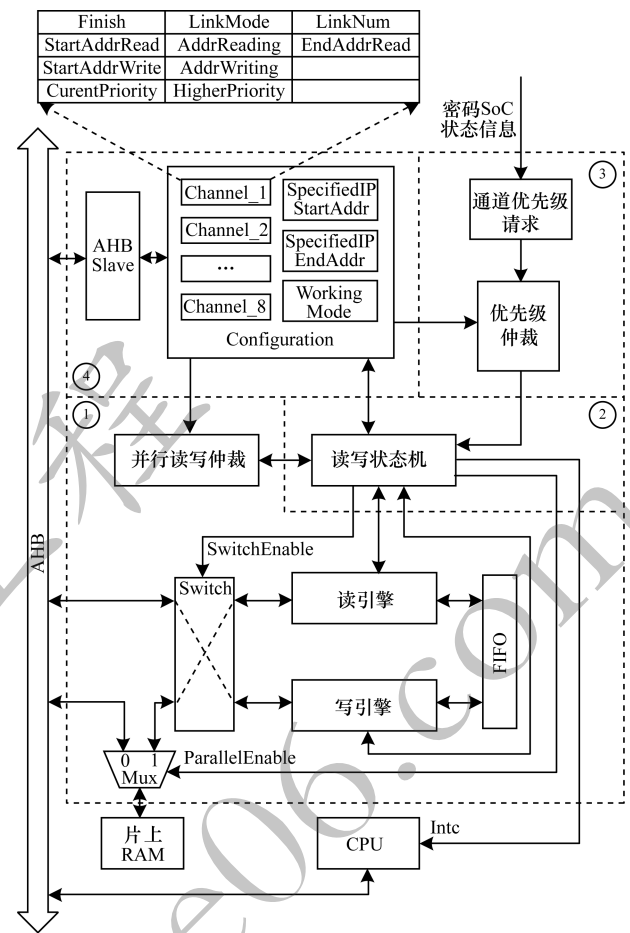 Finish LinkMode LinkNum
StartAddrRead AddrReading EndAddrRead
StartAddrWrite AddrWriting
CurentPriority HigherPriority
密码SoC
状态信息
③
Channel_1
SpecifiedIP
StartAddr
通道优先级
请求
Channel_2
AHB
Slave
SpecifiedIP
EndAddr
...
Channel_8
Working
Mode
优先级
仲裁
Configuration
④
①
②
并行读写仲裁
读写状态机
AHB
SwitchEnable
Switch
读引擎
FIFO
写引擎
0 1
Mux
ParallelEnable
片上
RAM
CPU
Intc
程
e06.com